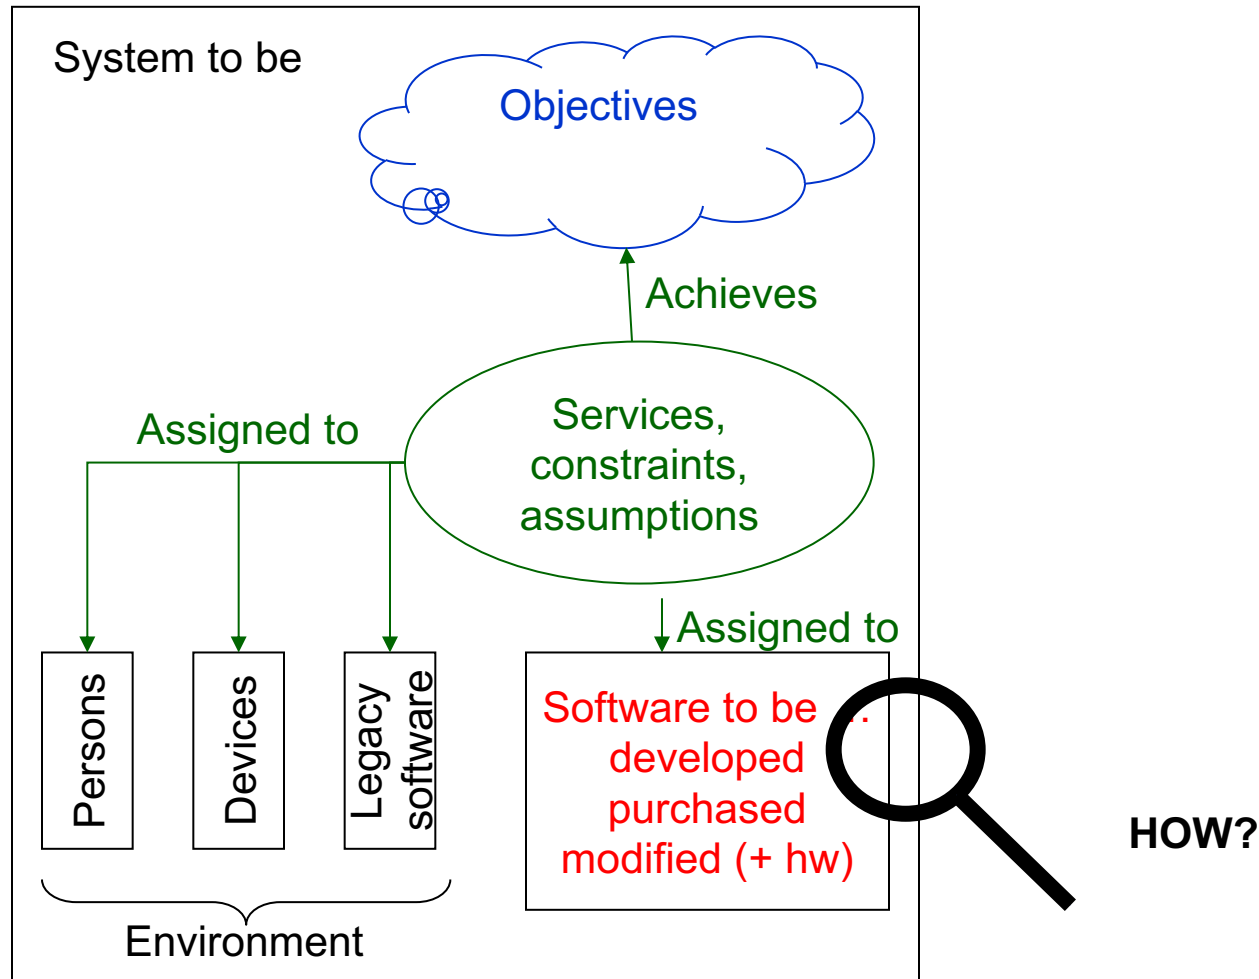 System to be
Objectives
Achieves
Services,
constraints,
assumptions
Assigned to
Assigned to
Persons
Devices
Legacy
software
Software to be ...
developed
purchased
modified (+ hw)
HOW?
Environment